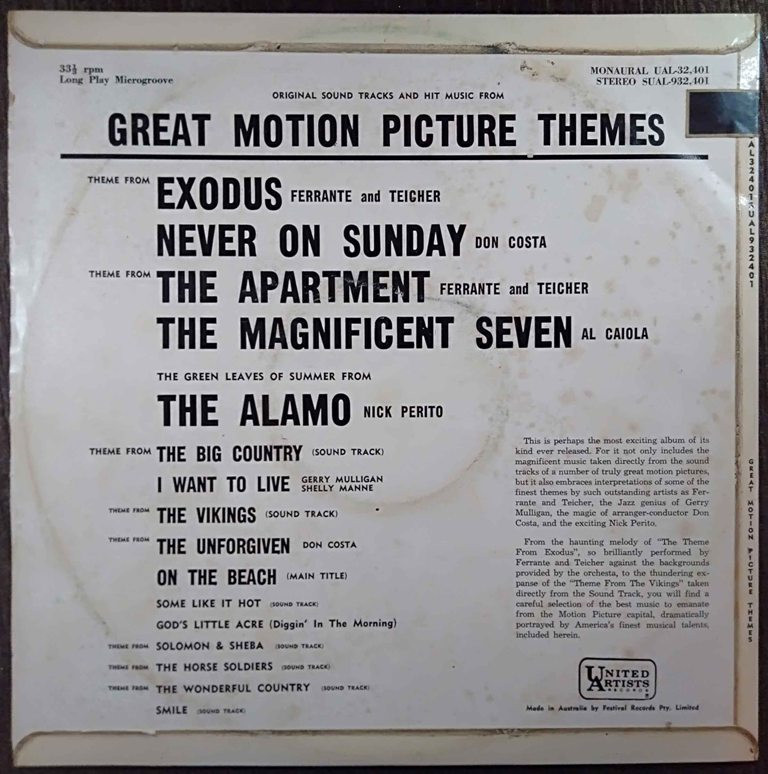 33⅓ rpm
Long Play Microgroove
MONAURAL UAL-32,401
STEREO SUAL-932,401
ORIGINAL SOUND TRACKS AND HIT MUSIC FROM
GREAT MOTION PICTURE THEMES
THEME FROM EXODUS FERRANTE and TEICHER
NEVER ON SUNDAY DON COSTA
THEME FROM THE APARTMENT FERRANTE and TEICHER
THE MAGNIFICENT SEVEN AL CAIOLA
THE GREEN LEAVES OF SUMMER FROM
THE ALAMO NICK PERITO
THEME FROM THE BIG COUNTRY (SOUND TRACK)
I WANT TO LIVE GERRY MULLIGAN
SHELLY MANNE
THEME FROM THE VIKINGS (SOUND TRACK)
THEME FROM THE UNFORGIVEN DON COSTA
ON THE BEACH (MAIN TITLE)
SOME LIKE IT HOT (SOUND TRACK)
GOD'S LITTLE ACRE (Diggin' In The Morning)
THEME FROM SOLOMON & SHEBA (SOUND TRACK)
THEME FROM THE HORSE SOLDIERS (SOUND TRACK)
THEME FROM THE WONDERFUL COUNTRY (SOUND TRACK)
SMILE (SOUND TRACK)
This is perhaps the most exciting album of its
kind ever released. For it not only includes the
magnificent music taken directly from the sound
tracks of a number of truly great motion pictures,
but it also embraces interpretations of some of the
finest themes by such outstanding artists as Fer-
rante and Teicher, the Jazz genius of Gerry
Mulligan, the magic of arranger-conductor Don
Costa, and the exciting Nick Perito.
From the haunting melody of "The Theme
From Exodus", so brilliantly performed by
Ferrante and Teicher against the backgrounds
provided by the orchesta, to the thundering ex-
panse of the "Theme From The Vikings" taken
directly from the Sound Track, you will find a
careful selection of the best music to emanate
from the Motion Picture capital, dramatically
portrayed by America's finest musical talents,
included herein.
UNITED
ARTISTS
RECORDS
Made in Australia by Festival Records Pty. Limited
AL32401 SUAL932401
GREAT MOTION PICTURE THEMES